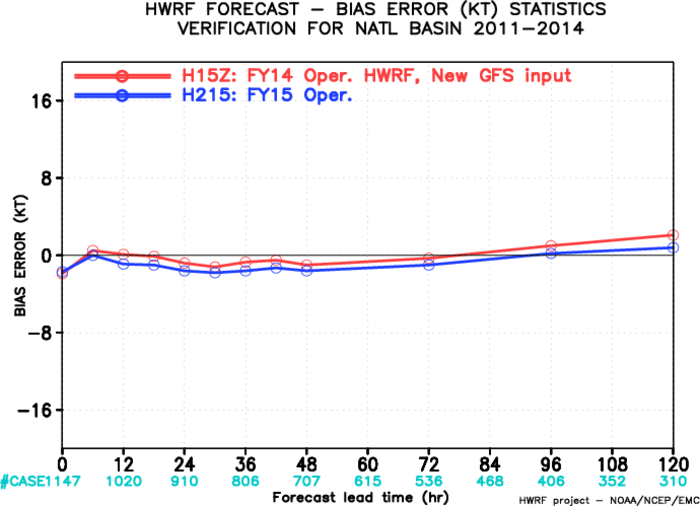 HWRF FORECAST – BIAS ERROR (KT) STATISTICS
VERIFICATION FOR NATL BASIN 2011–2014
H15Z: FY14 Oper. HWRF, New GFS input
H215: FY15 Oper.
16
8
0
−8
−16
BIAS ERROR (KT)
0 12 24 36 48 60 72 84 96 108 120
#CASE1147 1020 910 806 707 615 536 468 406 352 310
Forecast lead time (hr)
HWRF project – NOAA/NCEP/EMC